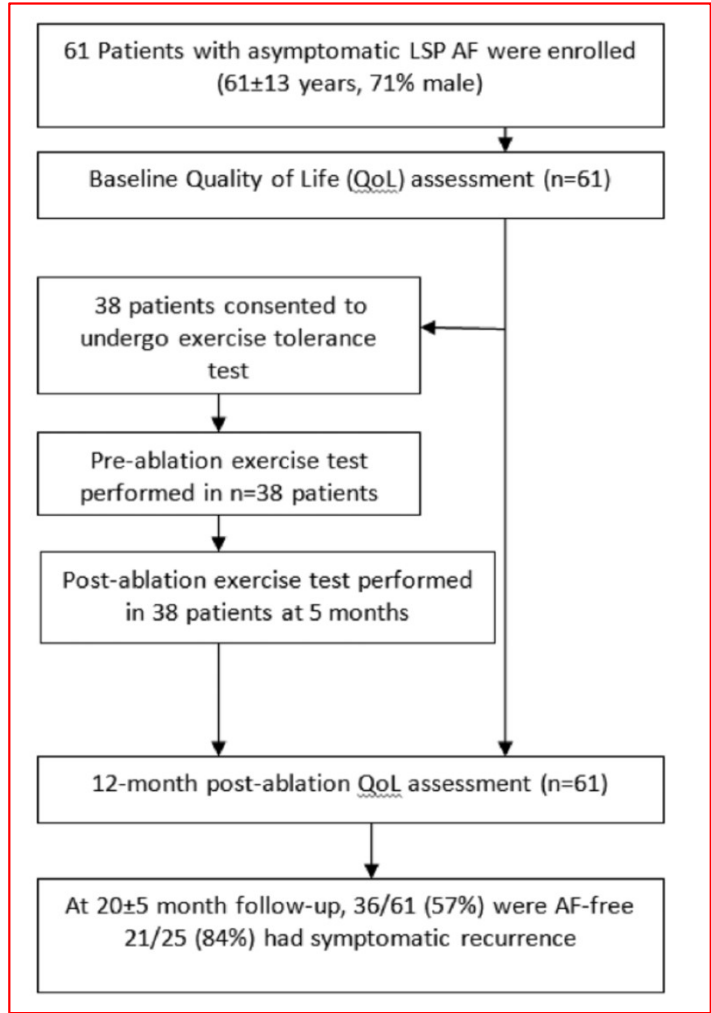 61 Patients with asymptomatic LSP AF were enrolled
(61±13 years, 71% male)
Baseline Quality of Life (QoL) assessment (n=61)
38 patients consented to
undergo exercise tolerance
test
Pre-ablation exercise test
performed in n=38 patients
Post-ablation exercise test performed
in 38 patients at 5 months
12-month post-ablation QoL assessment (n=61)
At 20±5 month follow-up, 36/61 (57%) were AF-free
21/25 (84%) had symptomatic recurrence